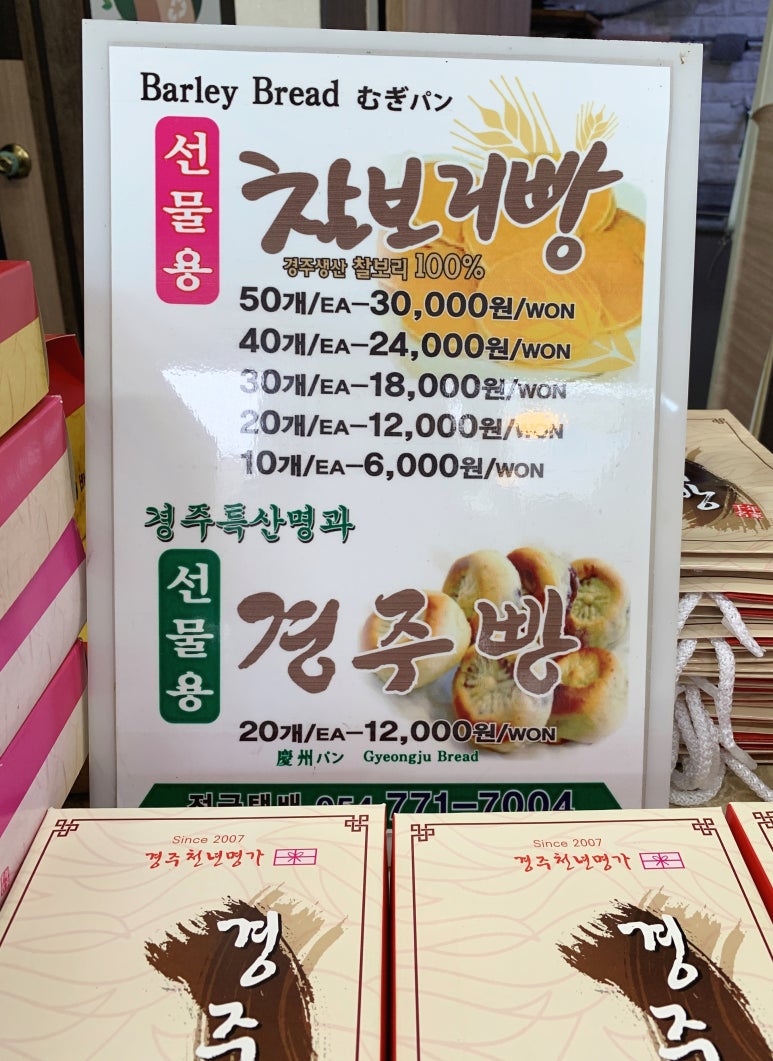 Barley Bread むぎパン
선물용
찰보리빵
경주생산 찰보리 100%
50개/EA-30,000원/WON
40개/EA-24,000원/WON
30개/EA-18,000원/WON
20개/EA-12,000원/WON
10개/EA-6,000원/WON
경주특산명과
선물용
경주빵
20개/EA-12,000원/WON
慶州パン Gyeongju Bread
전국택배 054 771-7004
Since 2007
경주천년명가
경주
Since 2007
경주천년명가
경주